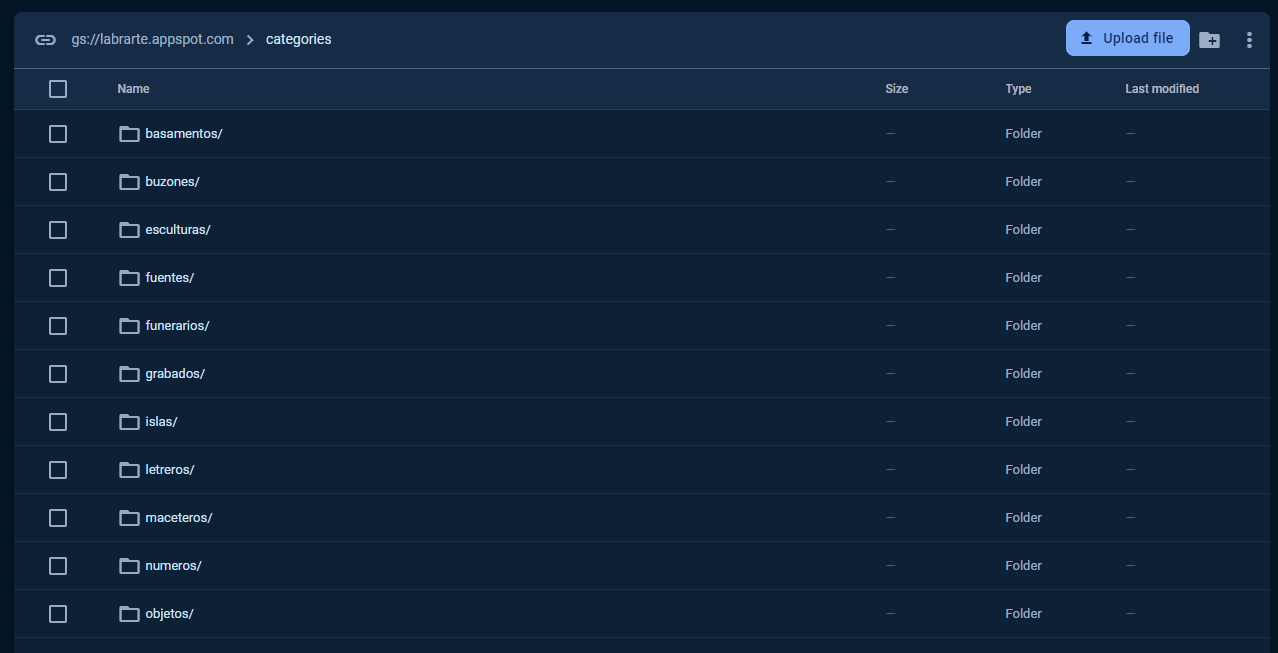 gs://labrarte.appspot.com > categories Upload file
Name Size Type Last modified
basamentos/ — Folder —
buzones/ — Folder —
esculturas/ — Folder —
fuentes/ — Folder —
funerarios/ — Folder —
grabados/ — Folder —
islas/ — Folder —
letreros/ — Folder —
maceteros/ — Folder —
numeros/ — Folder —
objetos/ — Folder —